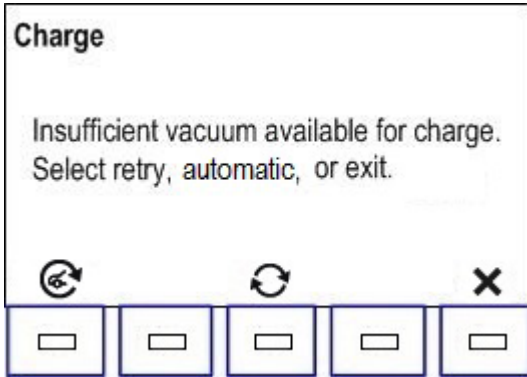 Charge
Insufficient vacuum available for charge.
Select retry, automatic, or exit.